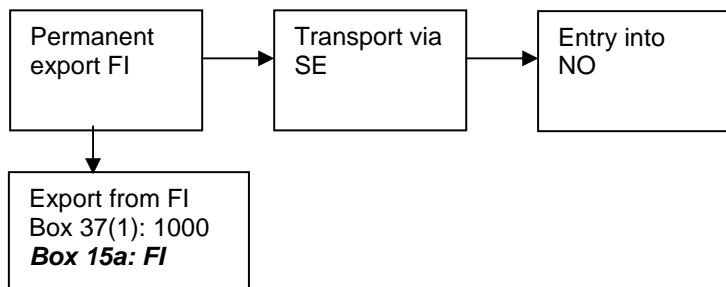 Permanent
export FI
Transport via
SE
Entry into
NO
Export from FI
Box 37(1): 1000
Box 15a: FI